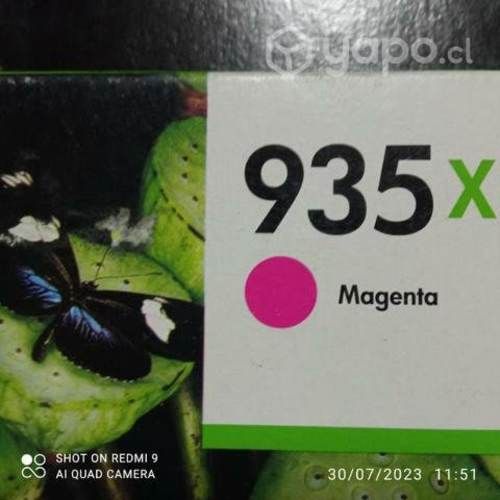 yapo.cl
935X
Magenta
SHOT ON REDMI 9
AI QUAD CAMERA
30/07/2023 11:51